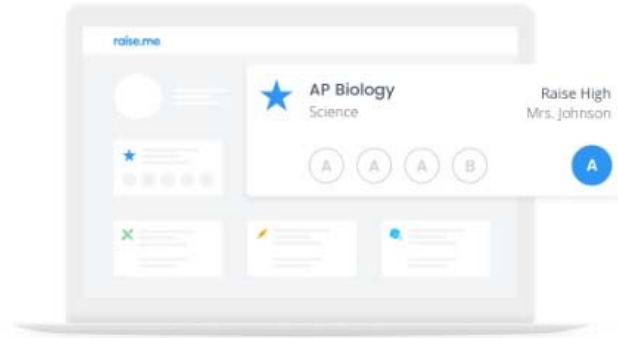 raise.me
AP Biology
Science
Raise High
Mrs. Johnson
A A A B A